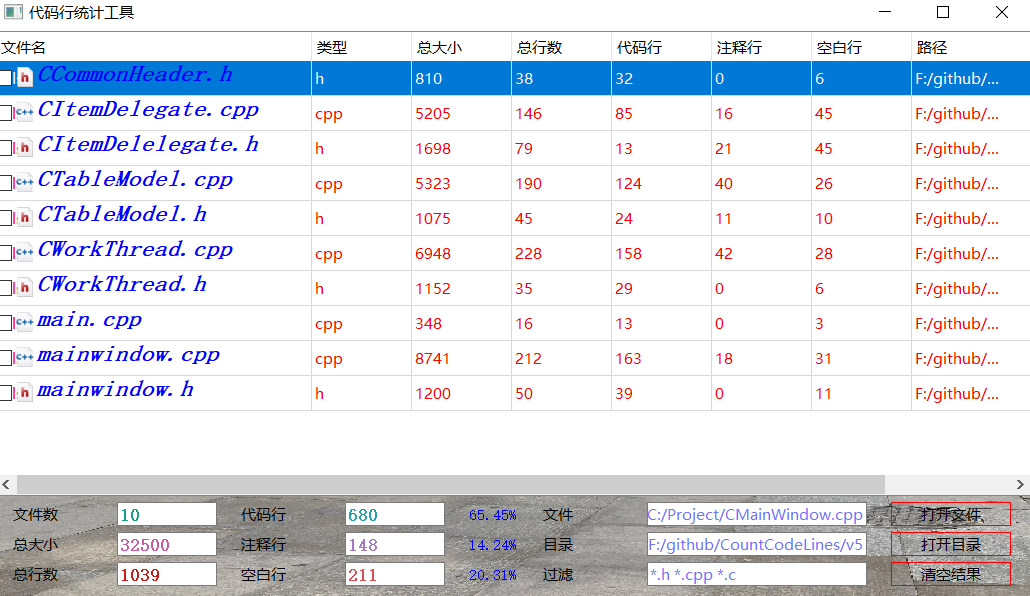 代码行统计工具
文件名 类型 总大小 总行数 代码行 注释行 空白行 路径
CCommonHeader.h h 810 38 32 0 6 F:/github/...
CItemDelegate.cpp cpp 5205 146 85 16 45 F:/github/...
CItemDelelegate.h h 1698 79 13 21 45 F:/github/...
CTableModel.cpp cpp 5323 190 124 40 26 F:/github/...
CTableModel.h h 1075 45 24 11 10 F:/github/...
CWorkThread.cpp cpp 6948 228 158 42 28 F:/github/...
CWorkThread.h h 1152 35 29 0 6 F:/github/...
main.cpp cpp 348 16 13 0 3 F:/github/...
mainwindow.cpp cpp 8741 212 163 18 31 F:/github/...
mainwindow.h h 1200 50 39 0 11 F:/github/...
文件数 10 代码行 680 65.45% 文件 C:/Project/CMainWindow.cpp 打开文件
总大小 32500 注释行 148 14.24% 目录 F:/github/CountCodeLines/v5 打开目录
总行数 1039 空白行 211 20.31% 过滤 *.h *.cpp *.c 清空结果